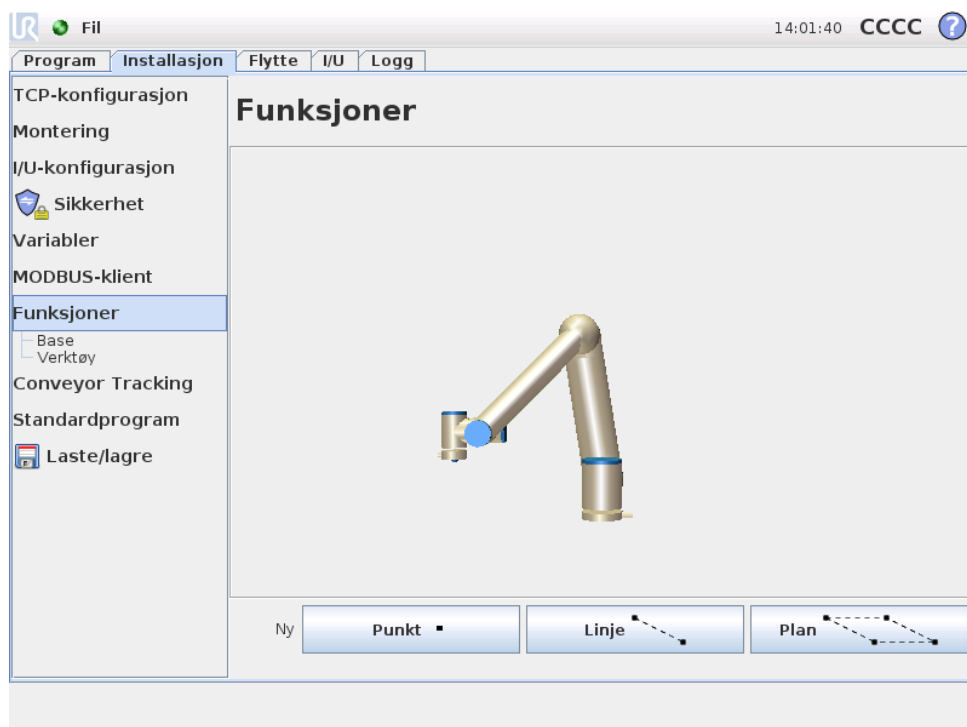 UR
Fil
14:01:40 CCCC ?
Program Installasjon Flytte I/U Logg
TCP-konfigurasjon
Montering
I/U-konfigurasjon
Sikkerhet
Variabler
MODBUS-klient
Funksjoner
Base
Verktøy
Conveyor Tracking
Standardprogram
Laste/lagre
Funksjoner
Ny Punkt Linje Plan